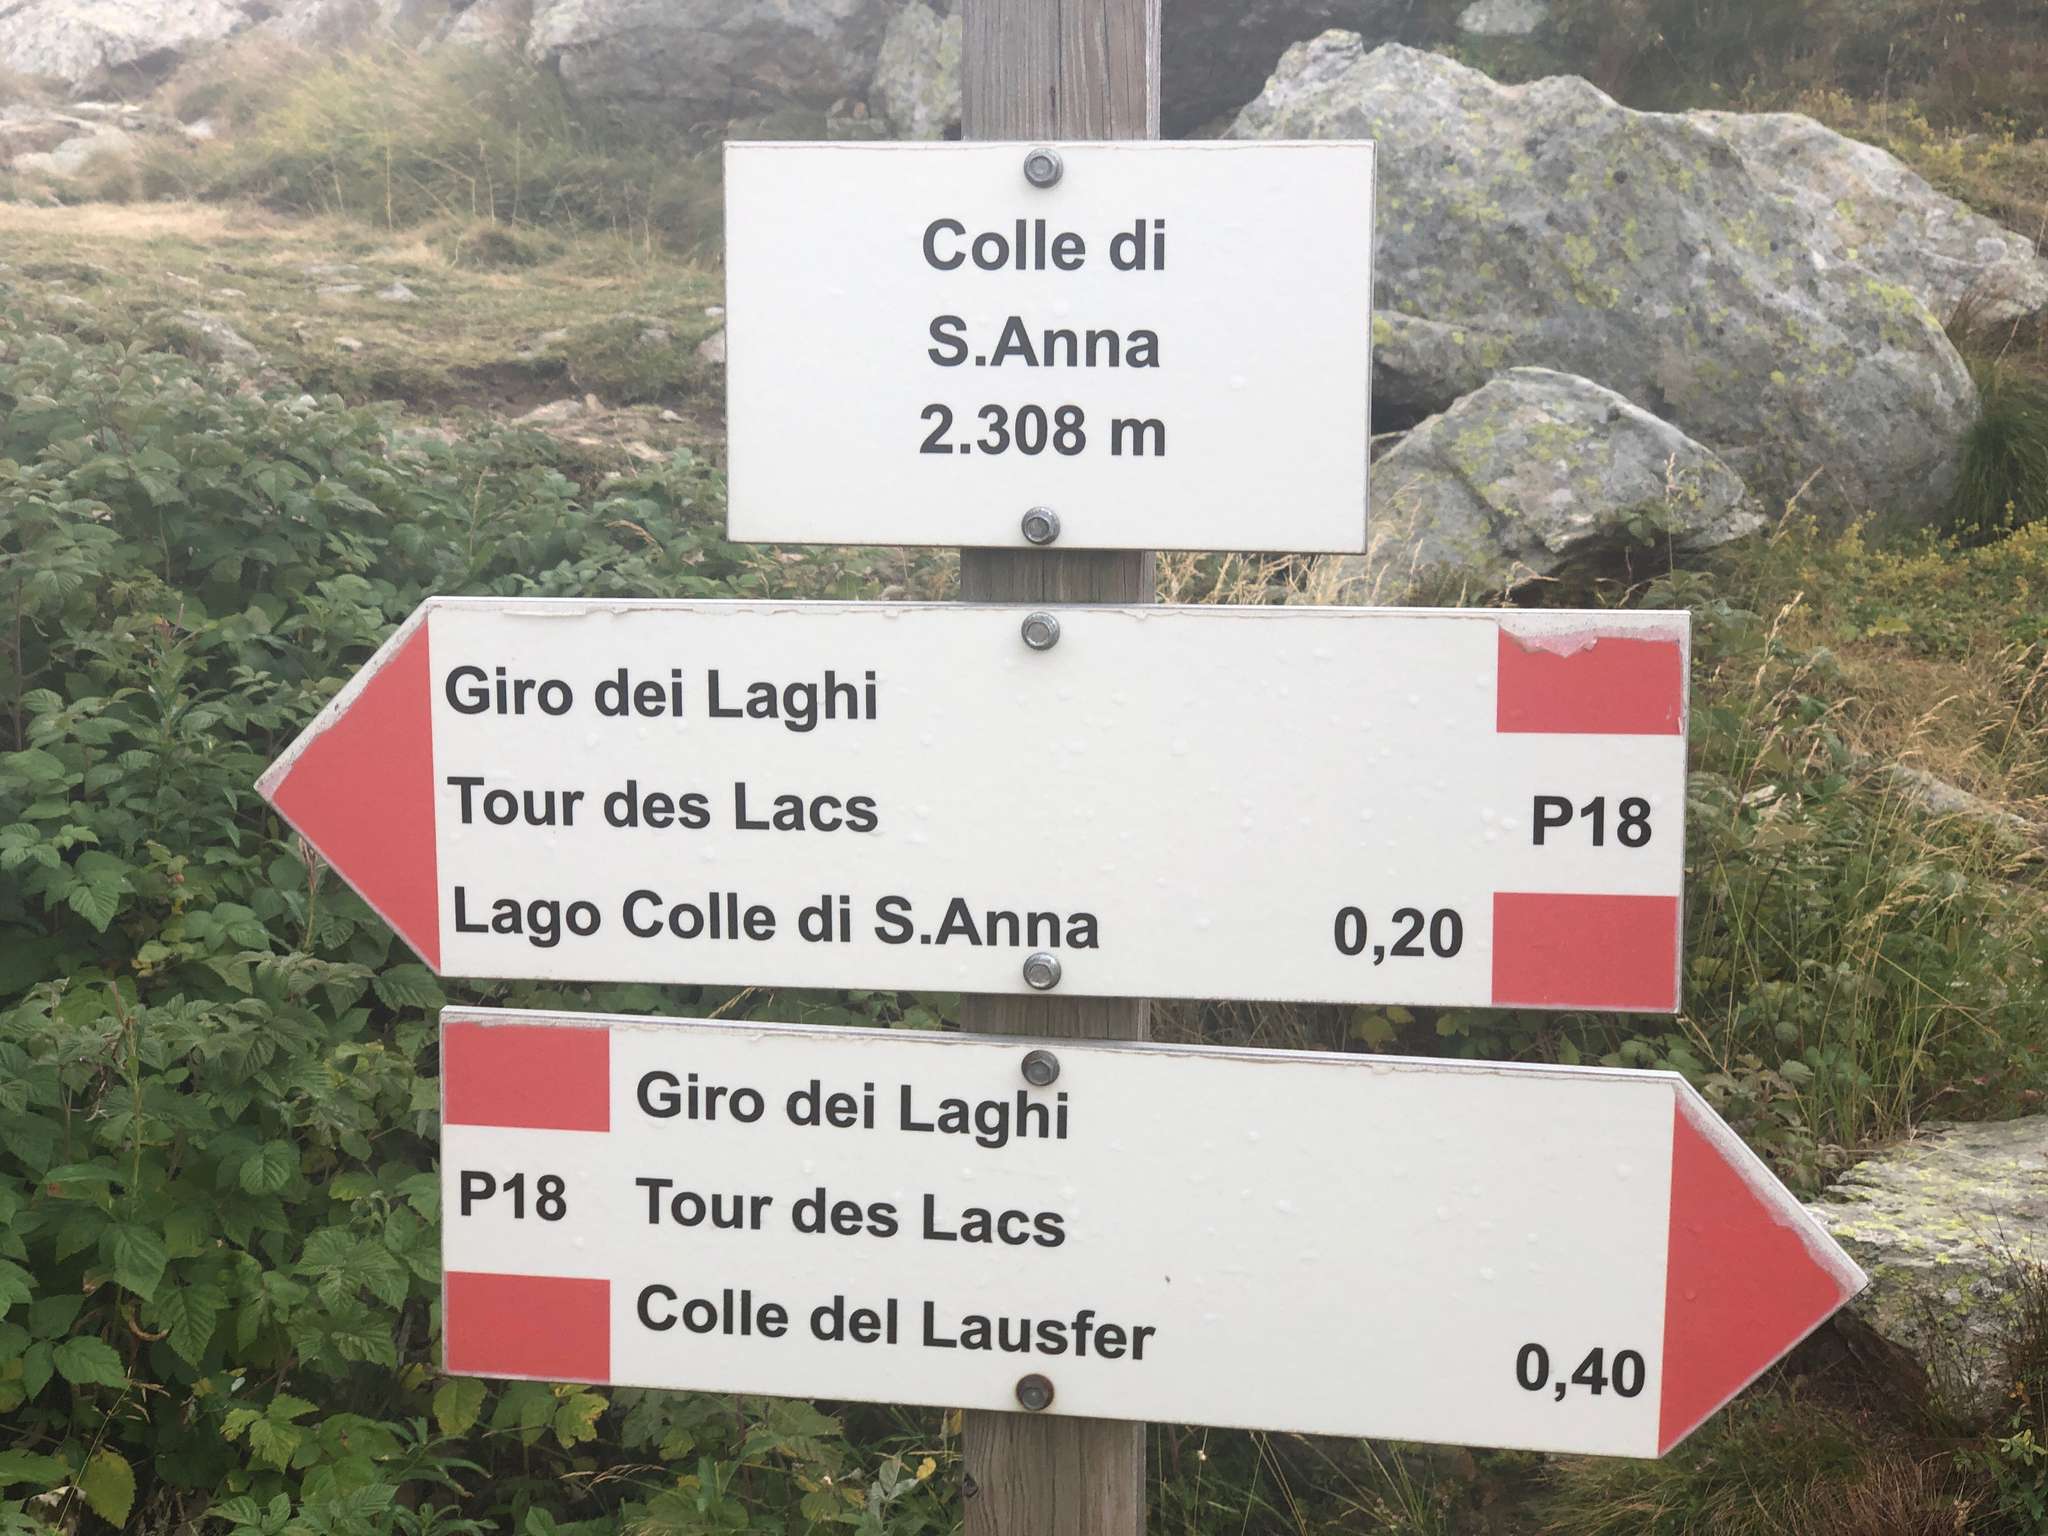 Colle di
S.Anna
2.308 m
Giro dei Laghi
Tour des Lacs
P18
Lago Colle di S.Anna 0,20
Giro dei Laghi
P18 Tour des Lacs
Colle del Lausfer
0,40